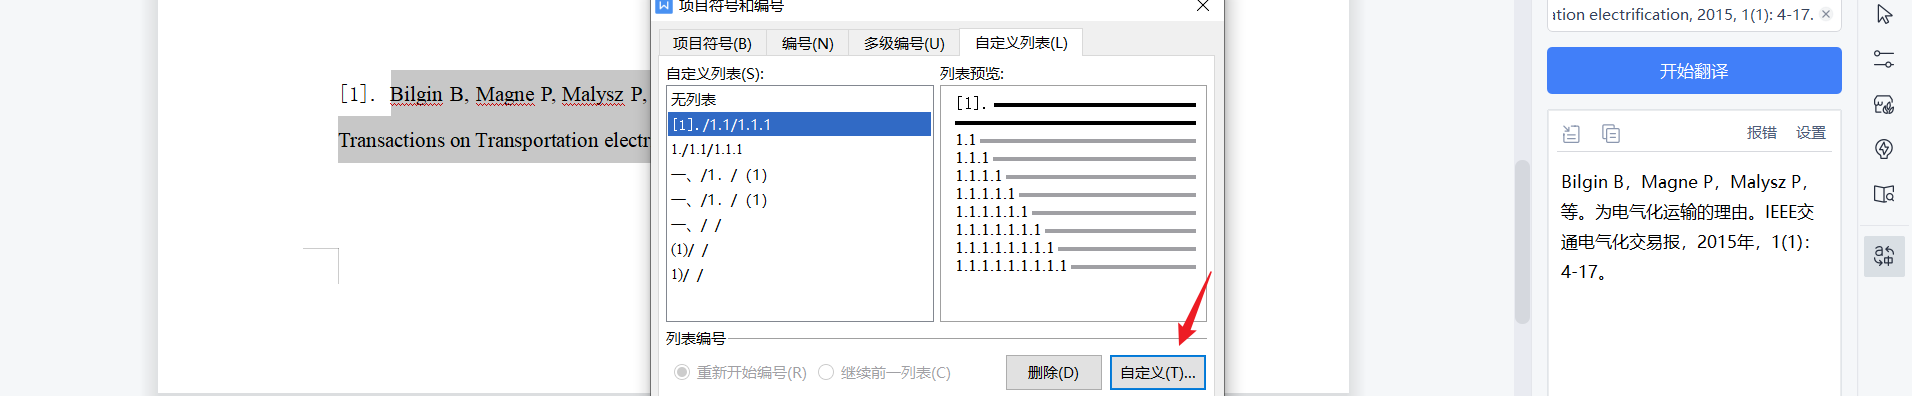 [1]. Bilgin B, Magne P, Malysz P,
Transactions on Transportation electr
项目符号和编号
项目符号(B)
编号(N)
多级编号(U)
自定义列表(L)
自定义列表(S):
无列表
[1]. /1.1/1.1.1
1./1.1/1.1.1
一、/1. /（1）
一、/1. /（1）
一、/ /
(1)/ /
1)/ /
列表预览:
[1].
1.1
1.1.1
1.1.1.1
1.1.1.1.1
1.1.1.1.1.1
1.1.1.1.1.1.1
1.1.1.1.1.1.1.1
1.1.1.1.1.1.1.1.1
列表编号
重新开始编号(R)
继续前一列表(C)
删除(D)
自定义(T)...
ation electrification, 2015, 1(1): 4-17.
开始翻译
报错
设置
Bilgin B，Magne P，Malysz P，
等。为电气化运输的理由。IEEE交
通电气化交易报，2015年，1(1)：
4-17。